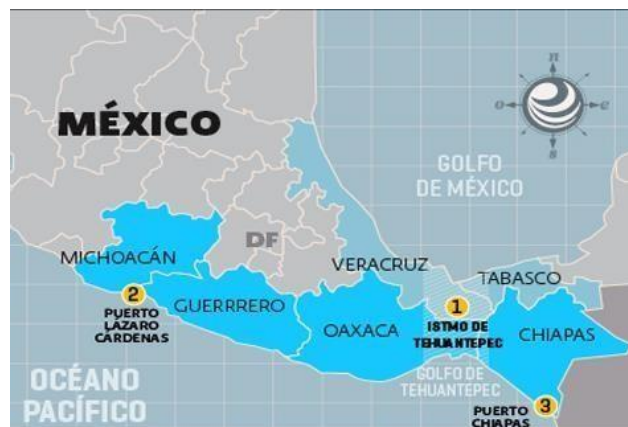 n
o
e
s
MÉXICO
GOLFO
DE MÉXICO
DF
MICHOACÁN
VERACRUZ
TABASCO
2
PUERTO
LÁZARO
CÁRDENAS
GUERRRERO
1
ISTMO DE
TEHUANTEPEC
OAXACA
CHIAPAS
GOLFO DE
TEHUANTEPEC
OCÉANO
PACÍFICO
3
PUERTO
CHIAPAS